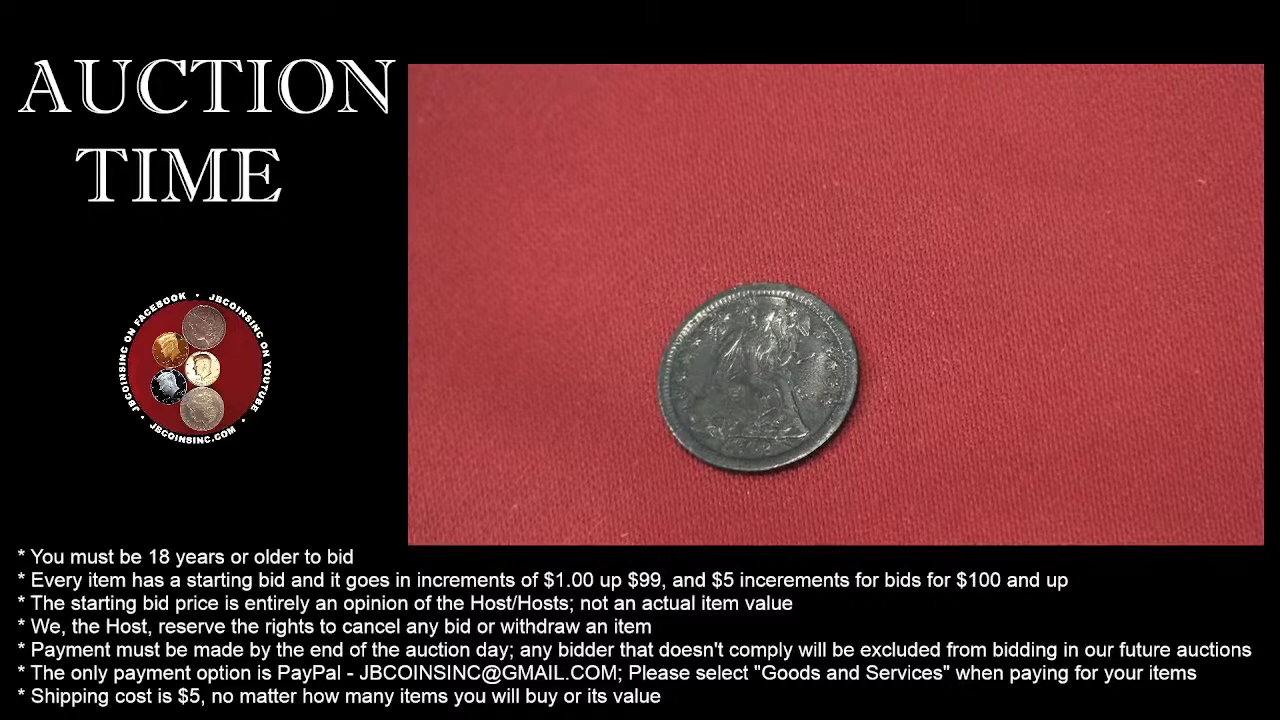 AUCTION
TIME
JBCOINSINC ON FACEBOOK • JBCOINSINC ON YOUTUBE • JBCOINSINC.COM •
* You must be 18 years or older to bid
* Every item has a starting bid and it goes in increments of $1.00 up $99, and $5 incerements for bids for $100 and up
* The starting bid price is entirely an opinion of the Host/Hosts; not an actual item value
* We, the Host, reserve the rights to cancel any bid or withdraw an item
* Payment must be made by the end of the auction day; any bidder that doesn't comply will be excluded from bidding in our future auctions
* The only payment option is PayPal - JBCOINSINC@GMAIL.COM; Please select "Goods and Services" when paying for your items
* Shipping cost is $5, no matter how many items you will buy or its value